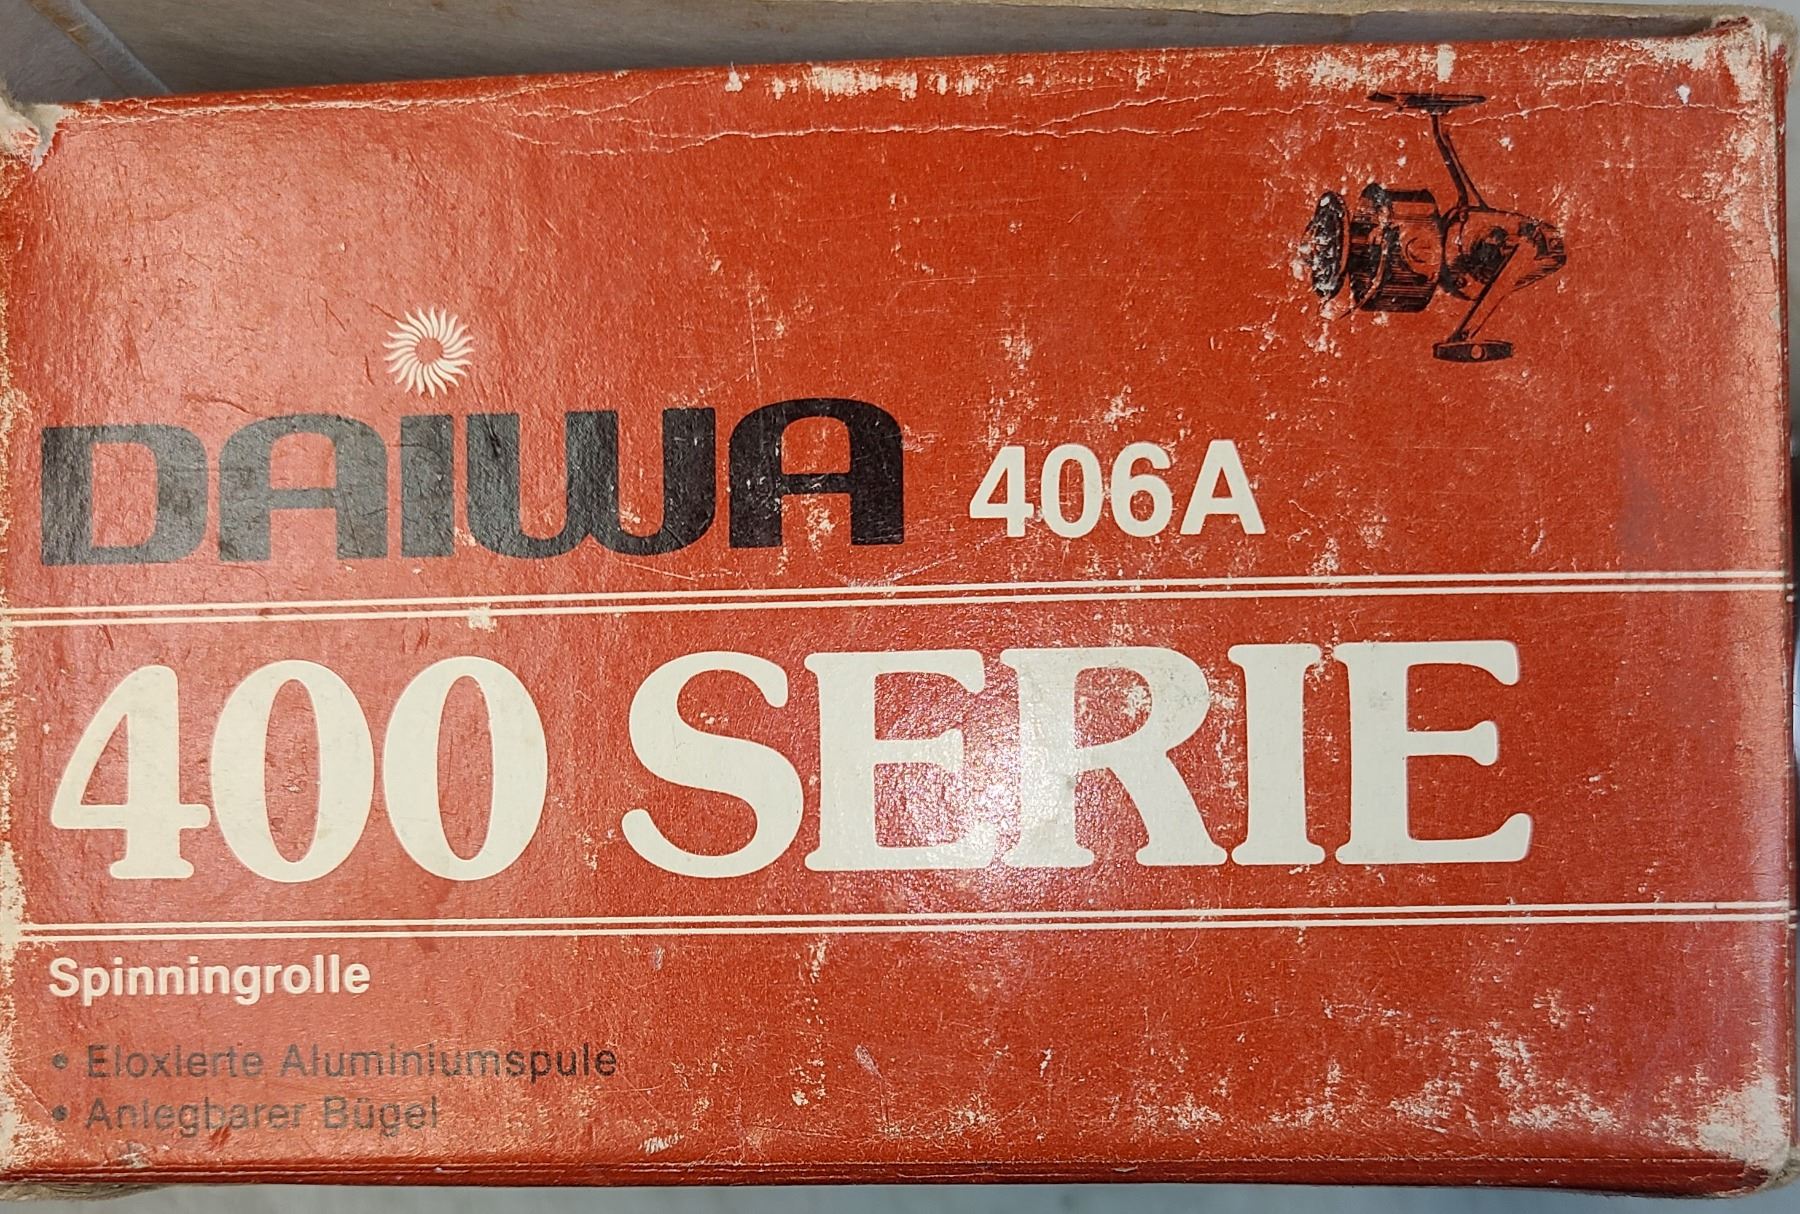 DAIWA 406A
400 SERIE
Spinningrolle
• Eloxierte Aluminiumspule
• Anlegbarer Bügel